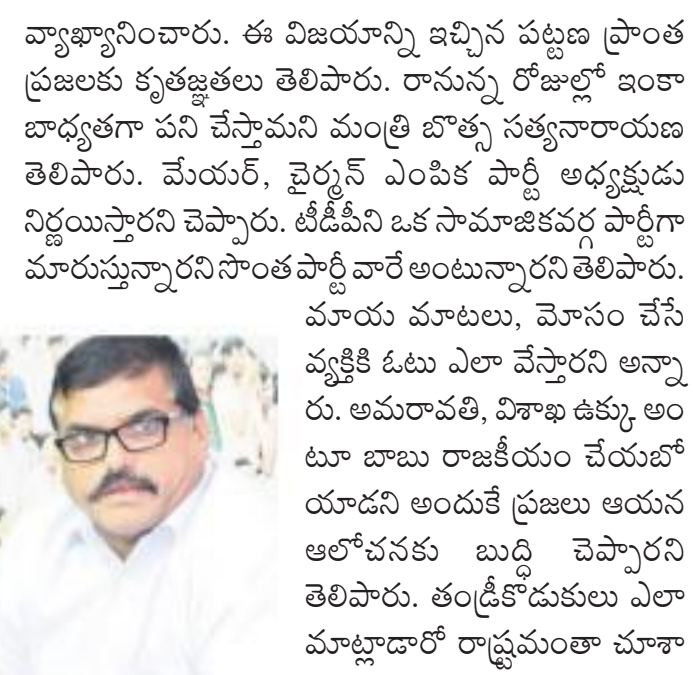 వ్యాఖ్యానించారు. ఈ విజయాన్ని ఇచ్చిన పట్టణ ప్రాంత
ప్రజలకు కృతజ్ఞతలు తెలిపారు. రానున్న రోజుల్లో ఇంకా
బాధ్యతగా పని చేస్తామని మంత్రి బొత్స సత్యనారాయణ
తెలిపారు. మేయర్, చైర్మన్ ఎంపిక పార్టీ అధ్యక్షుడు
నిర్ణయిస్తారని చెప్పారు. టీడీపీని ఒక సామాజికవర్గ పార్టీగా
మారుస్తున్నారని సొంత పార్టీ వారే అంటున్నారని తెలిపారు.
మాయ మాటలు, మోసం చేసే
వ్యక్తికి ఓటు ఎలా వేస్తారని అన్నా
రు. అమరావతి, విశాఖ ఉక్కు అం
టూ బాబు రాజకీయం చేయబో
యాడని అందుకే ప్రజలు ఆయన
ఆలోచనకు బుద్ధి చెప్పారని
తెలిపారు. తండ్రీకొడుకులు ఎలా
మాట్లాడారో రాష్ట్రమంతా చూశా